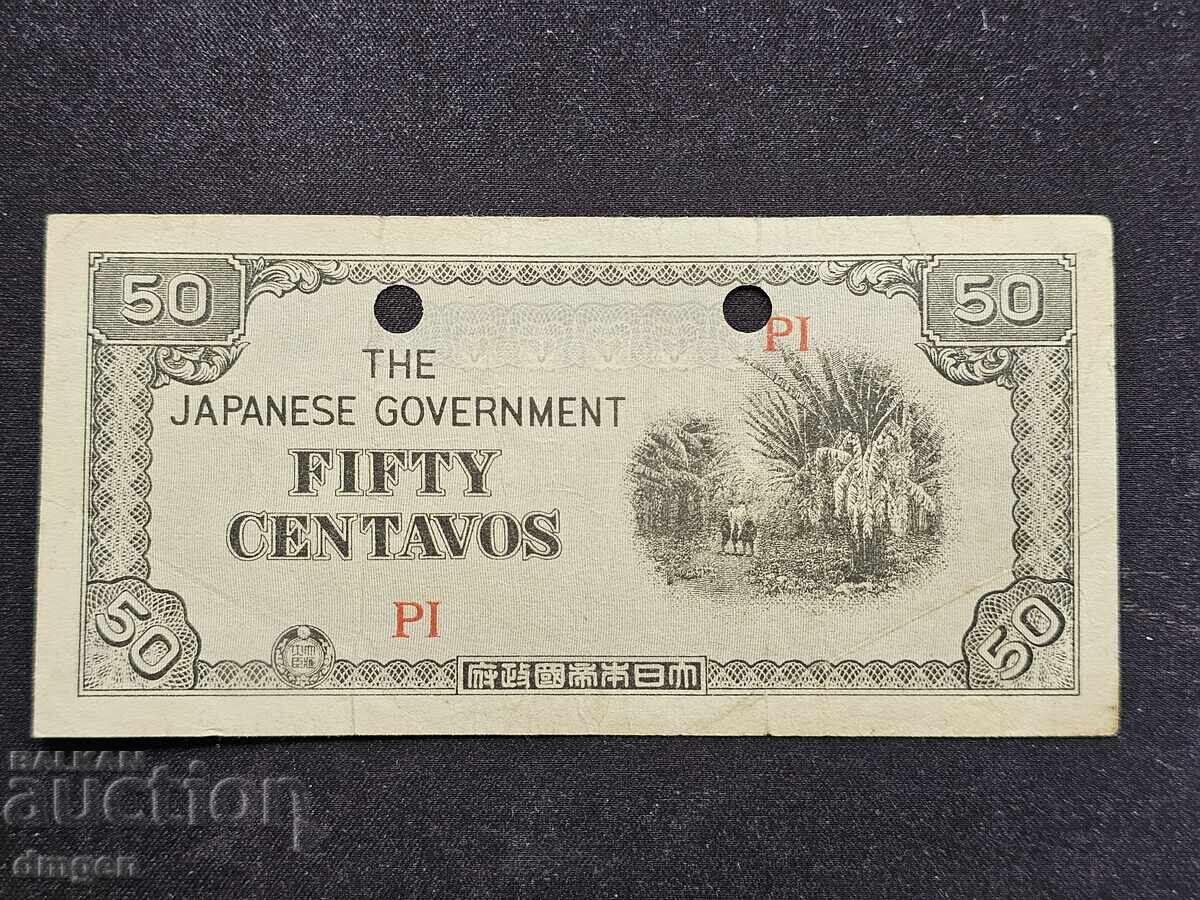 50 50
PI
THE
JAPANESE GOVERNMENT
FIFTY
CENTAVOS
PI
50 50
府政國帝本日大
BALKAN
auction
dmgen